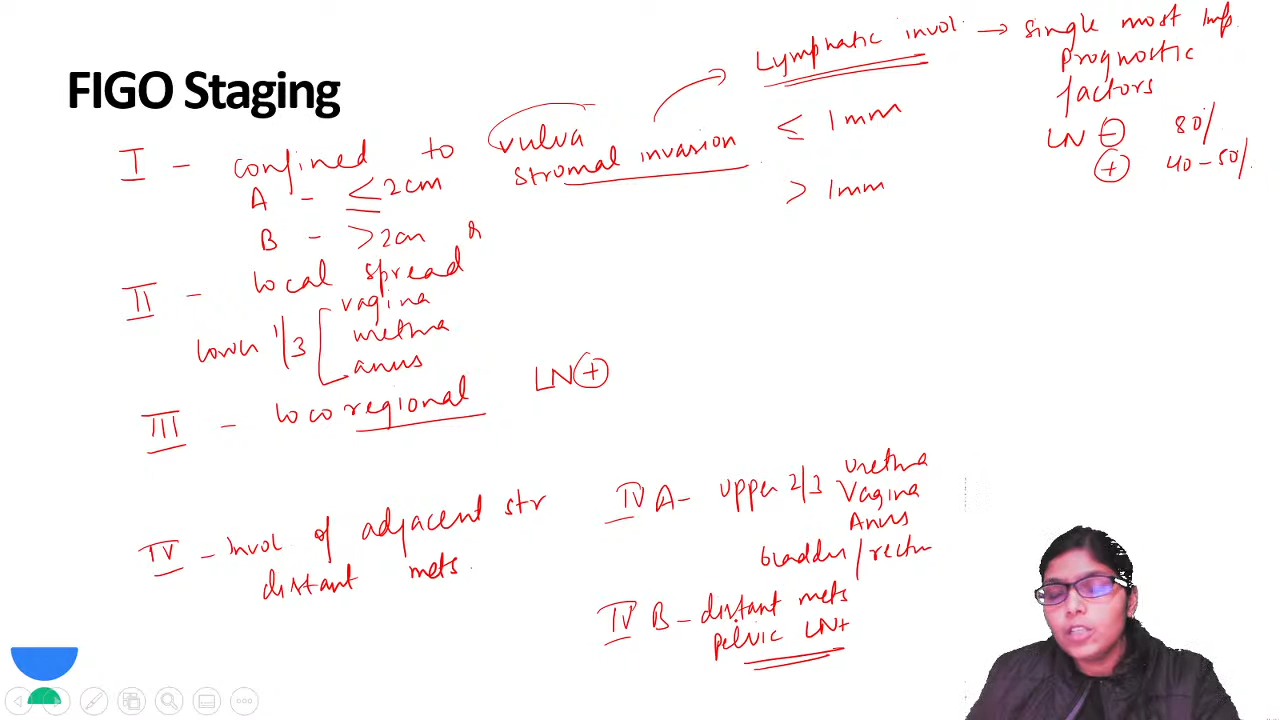 FIGO Staging
I - confined to vulva
stromal invasion
A - ≤ 2cm
B - > 2cm
≤ 1mm
> 1mm
Lymphatic invol. → single most imp.
prognostic
factors
LN ⊖ 80%
⊕ 40-50%
II - local spread
lower 1/3 vagina
urethra
anus
III - locoregional LN ⊕
IV - invol of adjacent str
distant mets.
IV A - upper 2/3 urethra
vagina
Anus
bladder/rectu
IV B - distant mets
pelvic LN+